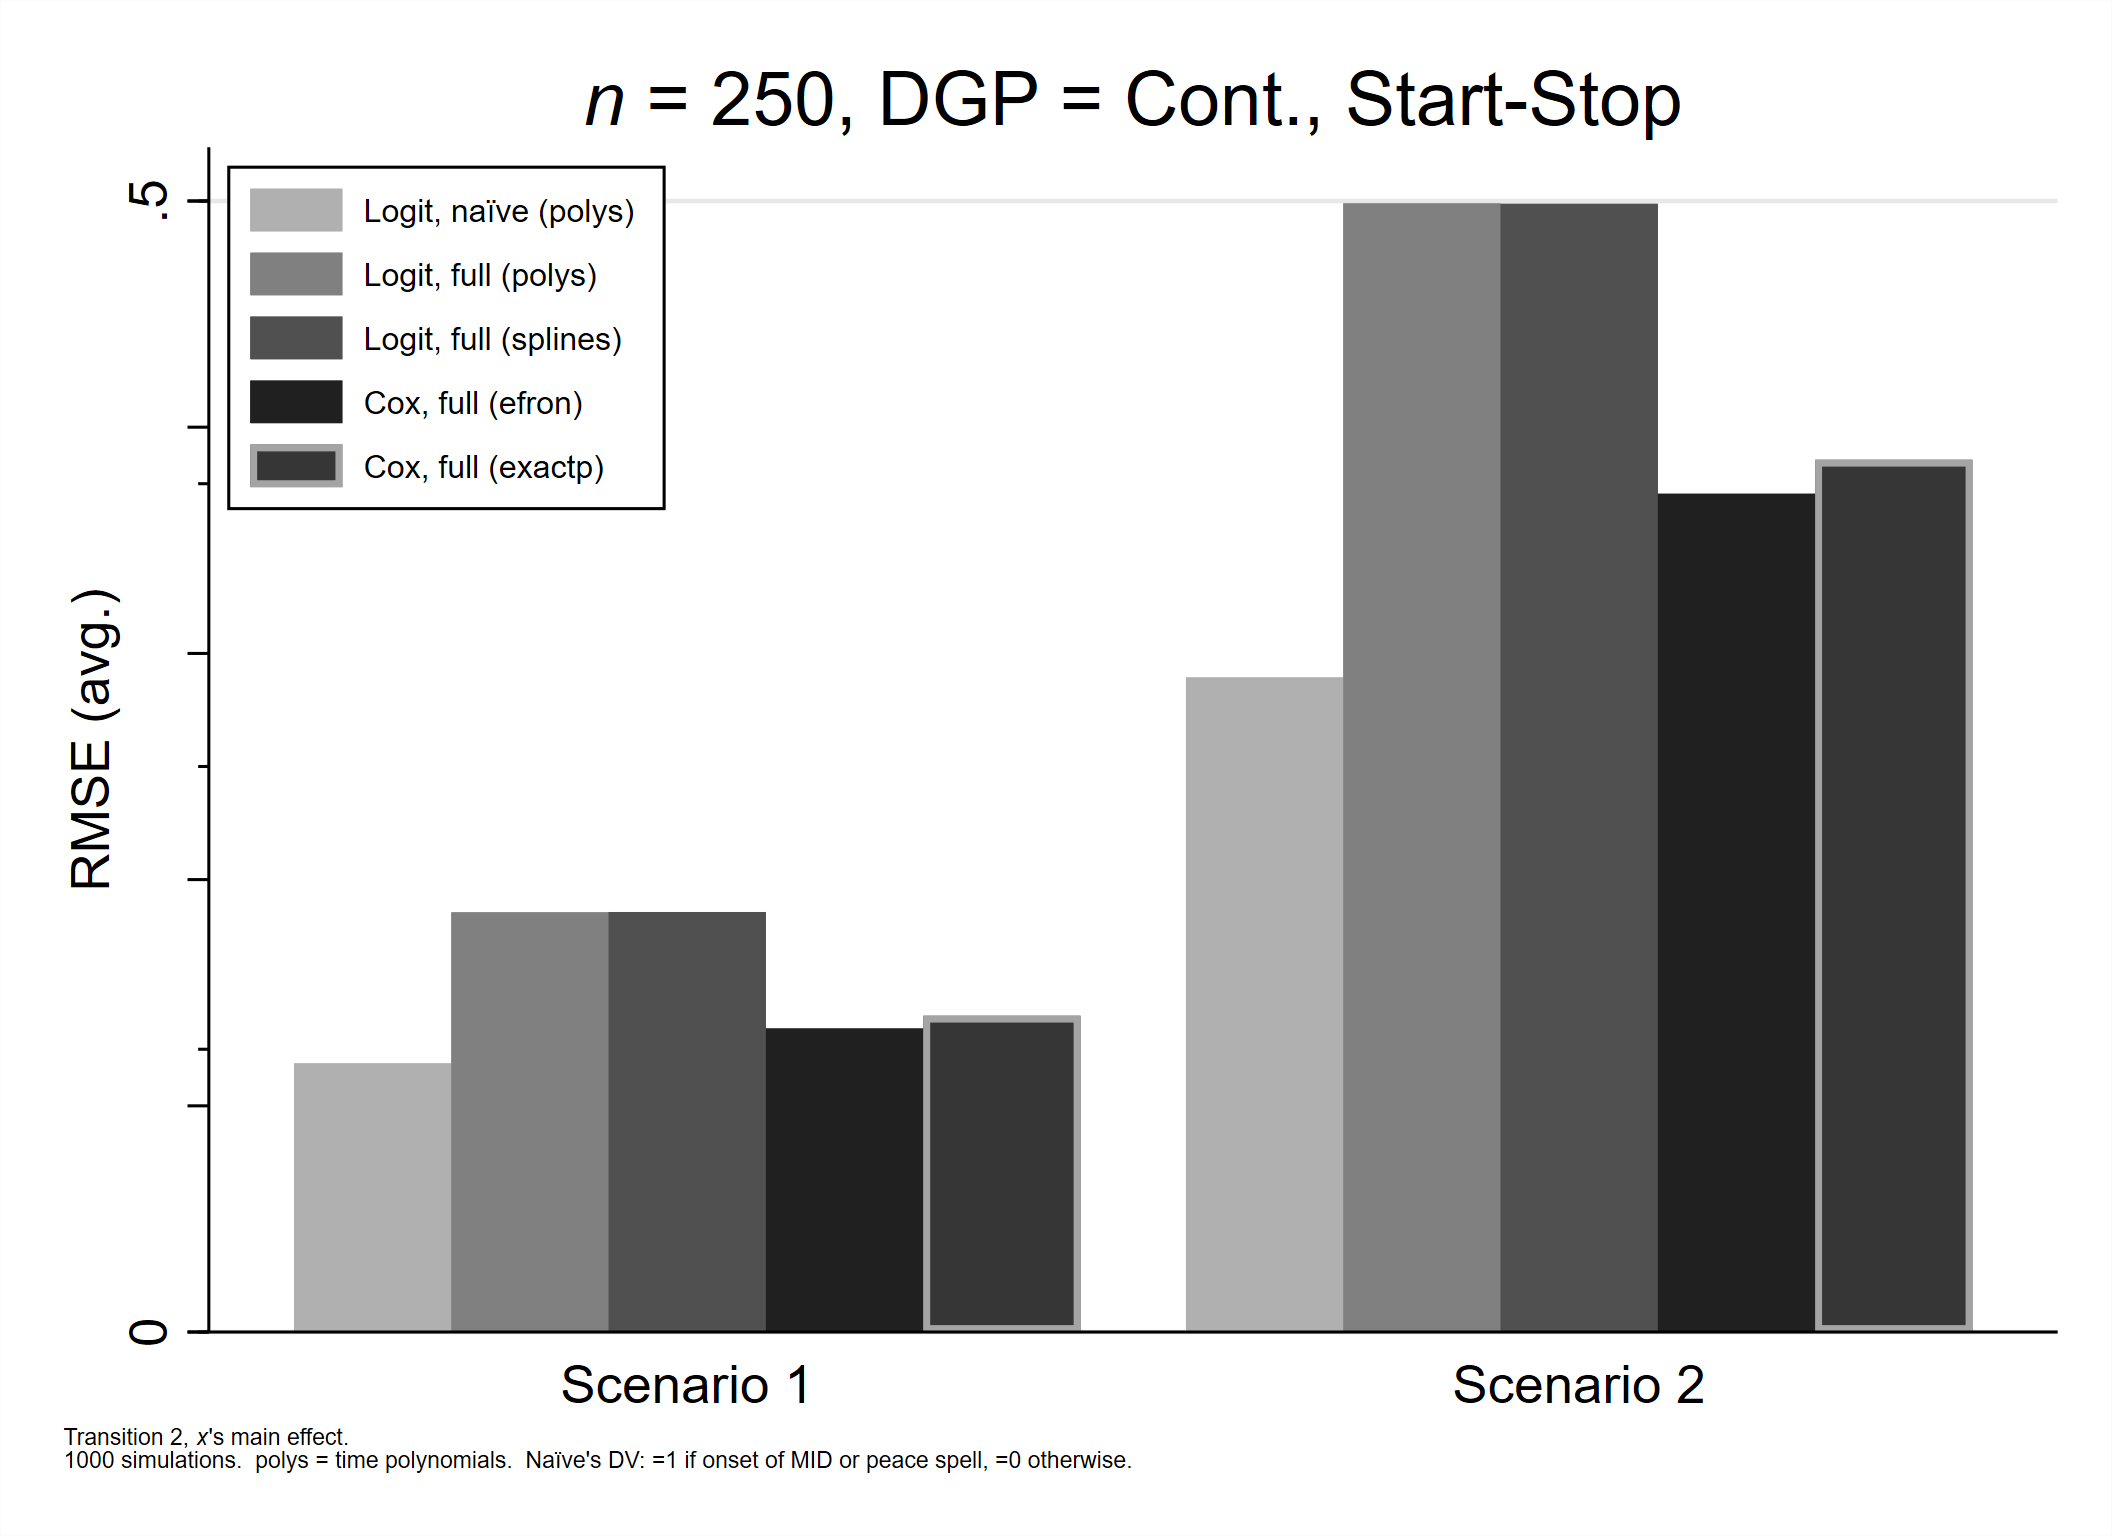 n = 250, DGP = Cont., Start-Stop
.5
Logit, naïve (polys)
Logit, full (polys)
Logit, full (splines)
Cox, full (efron)
Cox, full (exactp)
RMSE (avg.)
0
Scenario 1
Scenario 2
Transition 2, x's main effect.
1000 simulations.  polys = time polynomials.  Naïve's DV: =1 if onset of MID or peace spell, =0 otherwise.